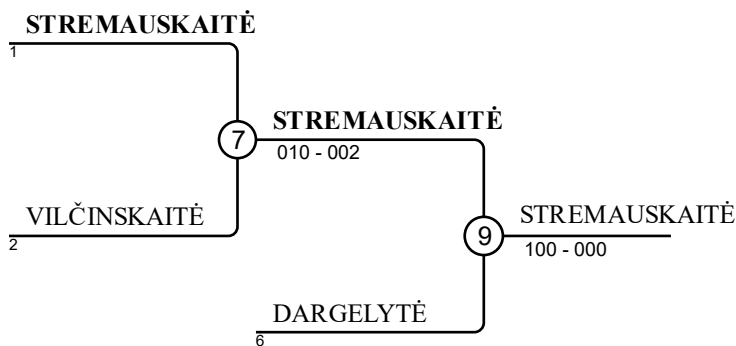 STREMAUSKAITĖ
1
7
STREMAUSKAITĖ
010 - 002
VILČINSKAITĖ
2
9
STREMAUSKAITĖ
100 - 000
DARGELYTĖ
6